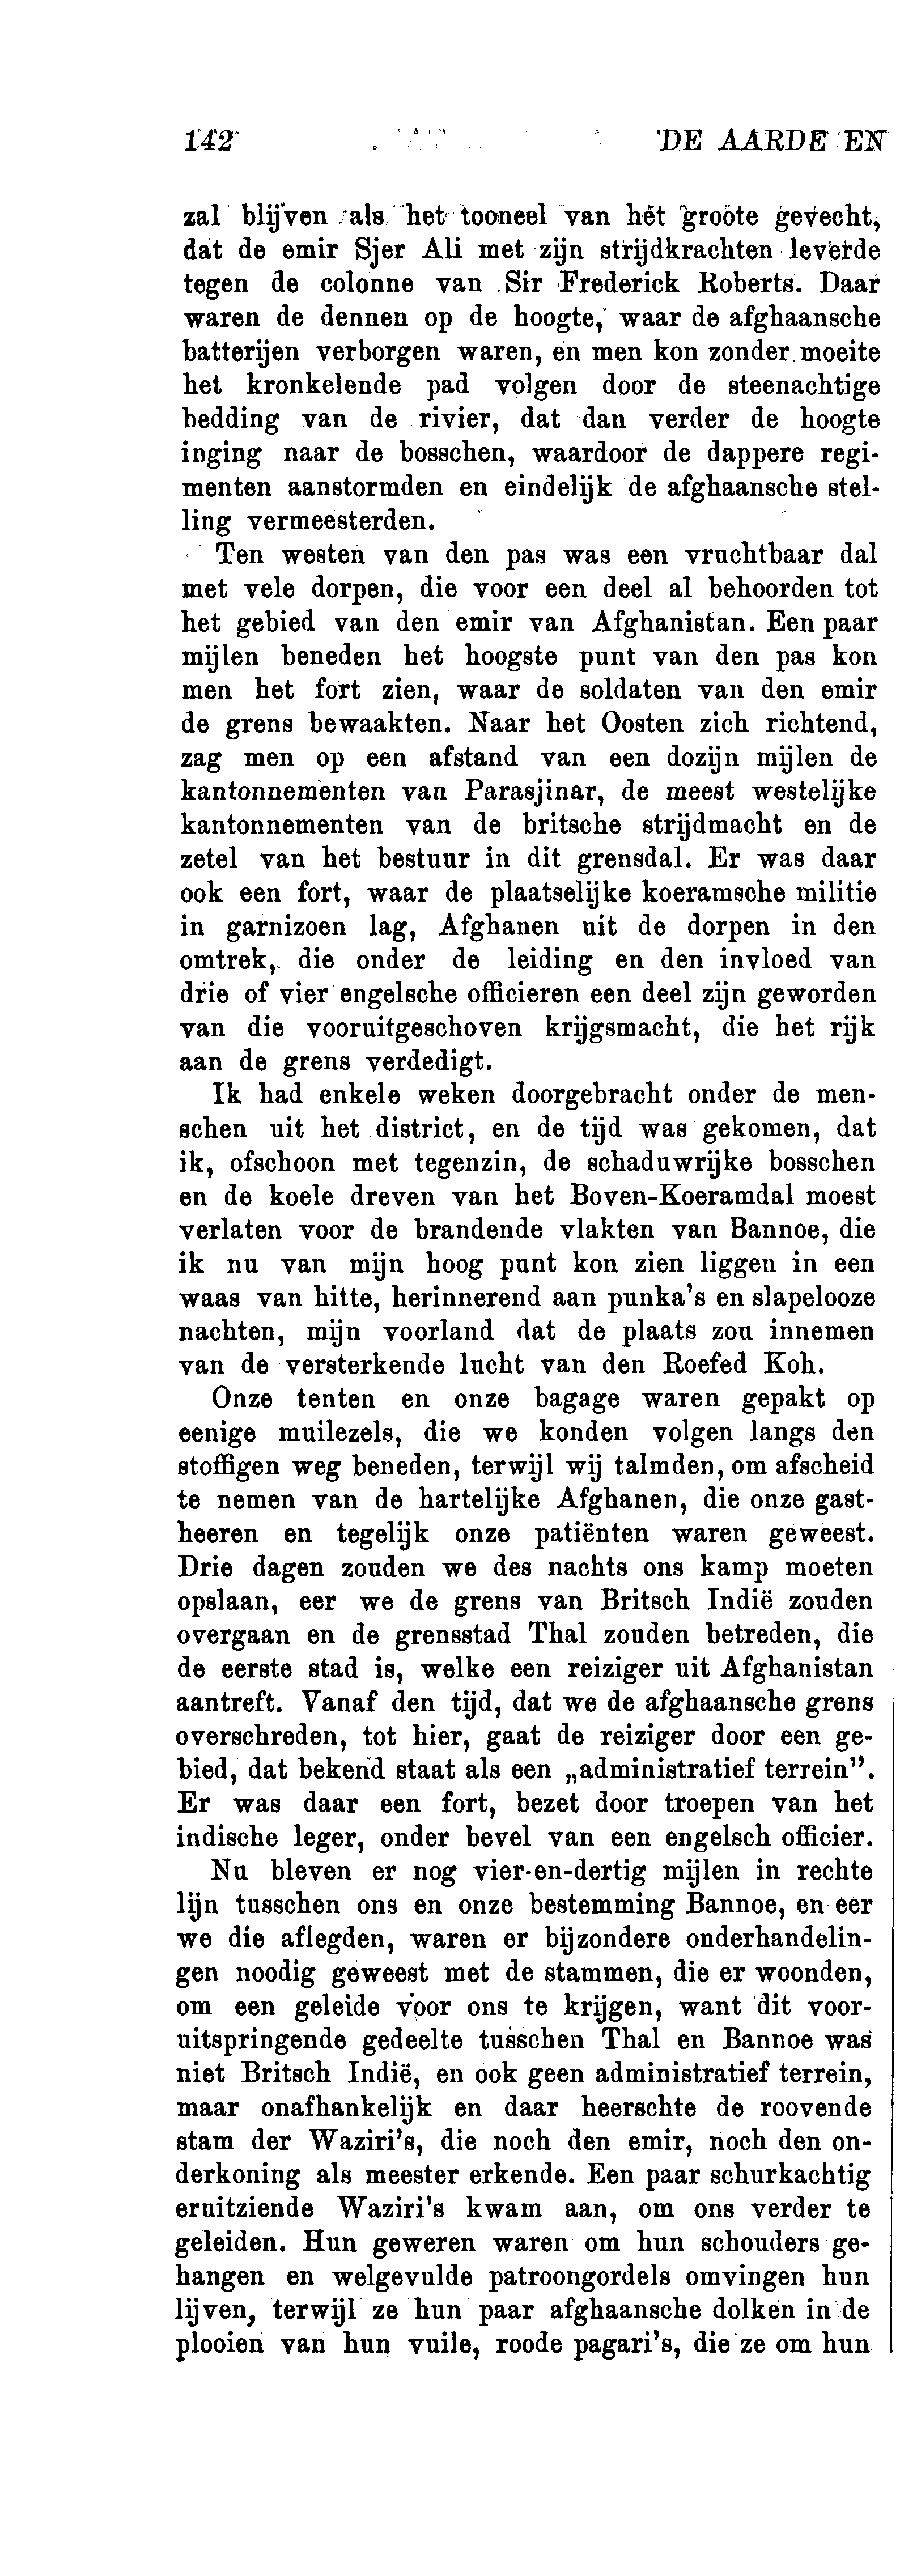 142 DE AARDE EN
zal blijven als het tooneel van hét groote gevecht,
dat de emir Sjer Ali met zijn strijdkrachten leverde
tegen de colonne van Sir Frederick Roberts. Daar
waren de dennen op de hoogte, waar de afghaansche
batterijen verborgen waren, en men kon zonder moeite
het kronkelende pad volgen door de steenachtige
bedding van de rivier, dat dan verder de hoogte
inging naar de bosschen, waardoor de dappere regi-
menten aanstormden en eindelijk de afghaansche stel-
ling vermeesterden.
Ten westen van den pas was een vruchtbaar dal
met vele dorpen, die voor een deel al behoorden tot
het gebied van den emir van Afghanistan. Een paar
mijlen beneden het hoogste punt van den pas kon
men het fort zien, waar de soldaten van den emir
de grens bewaakten. Naar het Oosten zich richtend,
zag men op een afstand van een dozijn mijlen de
kantonnementen van Parasjinar, de meest westelijke
kantonnementen van de britsche strijdmacht en de
zetel van het bestuur in dit grensdal. Er was daar
ook een fort, waar de plaatselijke koeramsche militie
in garnizoen lag, Afghanen uit de dorpen in den
omtrek, die onder de leiding en den invloed van
drie of vier engelsche officieren een deel zijn geworden
van die vooruitgeschoven krijgsmacht, die het rijk
aan de grens verdedigt.
Ik had enkele weken doorgebracht onder de men-
schen uit het district, en de tijd was gekomen, dat
ik, ofschoon met tegenzin, de schaduwrijke bosschen
en de koele dreven van het Boven-Koeramdal moest
verlaten voor de brandende vlakten van Bannoe, die
ik nu van mijn hoog punt kon zien liggen in een
waas van hitte, herinnerend aan punka's en slapelooze
nachten, mijn voorland dat de plaats zou innemen
van de versterkende lucht van den Roefed Koh.
Onze tenten en onze bagage waren gepakt op
eenige muilezels, die we konden volgen langs den
stoffigen weg beneden, terwijl wij talmden, om afscheid
te nemen van de hartelijke Afghanen, die onze gast-
heeren en tegelijk onze patiënten waren geweest.
Drie dagen zouden we des nachts ons kamp moeten
opslaan, eer we de grens van Britsch Indië zouden
overgaan en de grensstad Thal zouden betreden, die
de eerste stad is, welke een reiziger uit Afghanistan
aantreft. Vanaf den tijd, dat we de afghaansche grens
overschreden, tot hier, gaat de reiziger door een ge-
bied, dat bekend staat als een „administratief terrein".
Er was daar een fort, bezet door troepen van het
indische leger, onder bevel van een engelsch officier.
Nu bleven er nog vier-en-dertig mijlen in rechte
lijn tusschen ons en onze bestemming Bannoe, en eer
we die aflegden, waren er bijzondere onderhandelin-
gen noodig geweest met de stammen, die er woonden,
om een geleide voor ons te krijgen, want dit voor-
uitspringende gedeelte tusschen Thal en Bannoe was
niet Britsch Indië, en ook geen administratief terrein,
maar onafhankelijk en daar heerschte de roovende
stam der Waziri's, die noch den emir, noch den on-
derkoning als meester erkende. Een paar schurkachtig
eruitziende Waziri's kwam aan, om ons verder te
geleiden. Hun geweren waren om hun schouders ge-
hangen en welgevulde patroongordels omvingen hun
lijven, terwijl ze hun paar afghaansche dolken in de
plooien van hun vuile, roode pagari's, die ze om hun